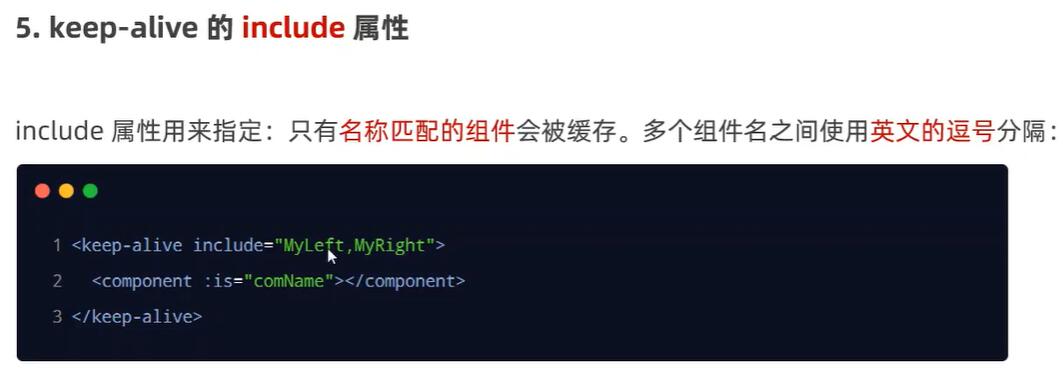 5. keep-alive 的 include 属性
include 属性用来指定：只有名称匹配的组件会被缓存。多个组件名之间使用英文的逗号分隔：
1 <keep-alive include="MyLeft,MyRight">
2   <component :is="comName"></component>
3 </keep-alive>